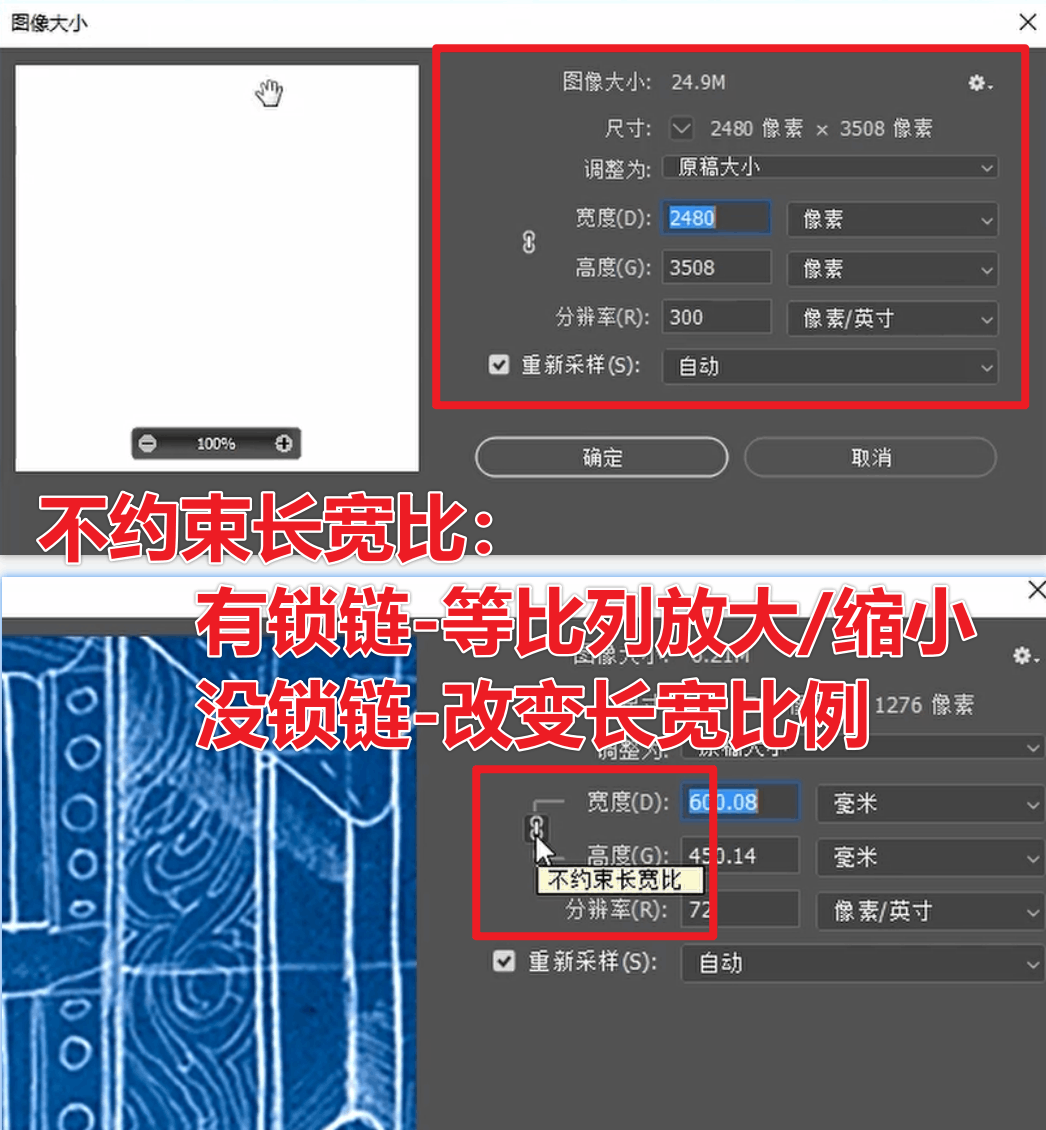 图像大小
图像大小: 24.9M
尺寸: 2480 像素 × 3508 像素
调整为: 原稿大小
宽度(D): 2480 像素
高度(G): 3508 像素
分辨率(R): 300 像素/英寸
重新采样(S): 自动
100%
确定 取消
不约束长宽比:
有锁链-等比列放大/缩小
图像大小:
没锁链-改变长宽比例
1276 像素
调整为: 原稿大小
宽度(D): 600.08 毫米
高度(G): 450.14 毫米
不约束长宽比
分辨率(R): 72 像素/英寸
重新采样(S): 自动